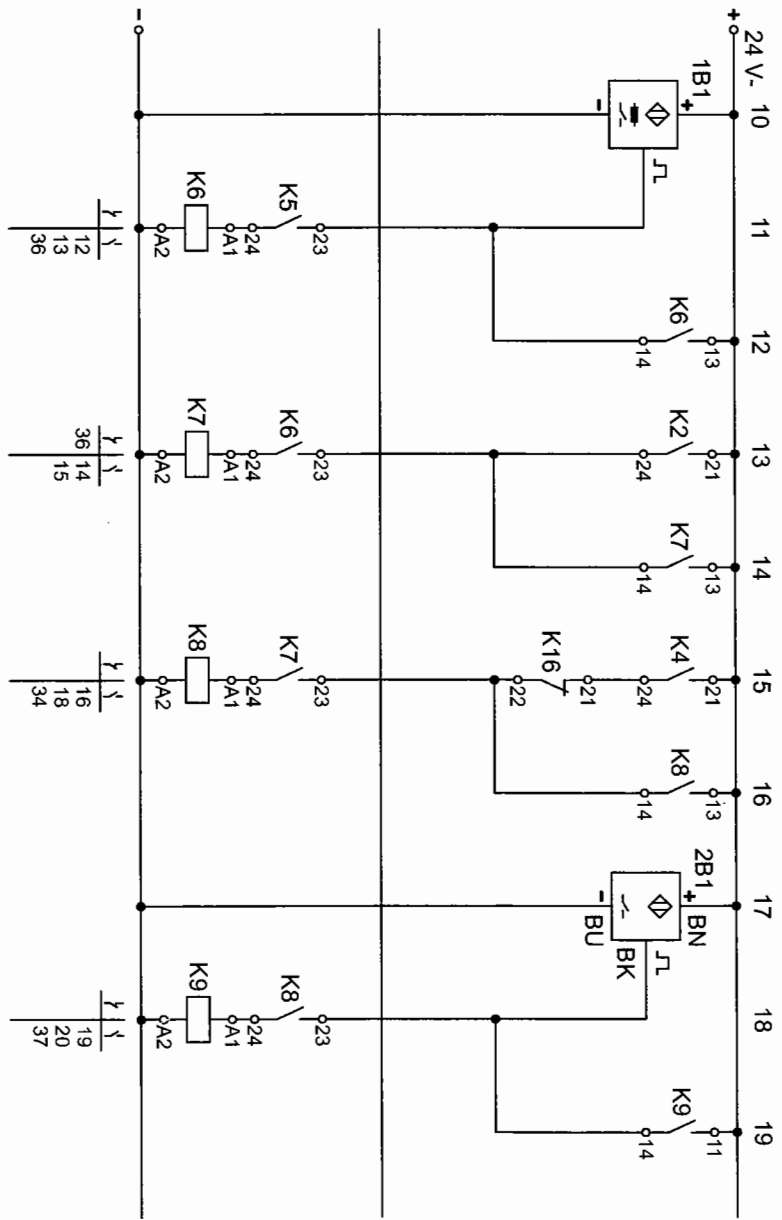 24 V- 10 11 12 13 14 15 16 17 18 19
+
1B1 + 13 21 13 21 13 2B1 + BN 11
K6 K2 K7 K4 K8 K9
- 14 24 14 24 14 - BK 14
BU
21
K16
22
23 23 23 23
K5 K6 K7 K8
24 24 24 24
A1 A1 A1 A1
K6 K7 K8 K9
A2 A2 A2 A2
-
12 36 14 16 19
13 15 18 20
36 34 37